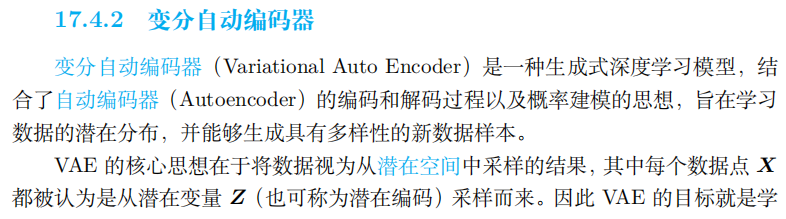 17.4.2 变分自动编码器
变分自动编码器（Variational Auto Encoder）是一种生成式深度学习模型，结
合了自动编码器（Autoencoder）的编码和解码过程以及概率建模的思想，旨在学习
数据的潜在分布，并能够生成具有多样性的新数据样本。
VAE 的核心思想在于将数据视为从潜在空间中采样的结果，其中每个数据点 X
都被认为是从潜在变量 Z（也可称为潜在编码）采样而来。因此 VAE 的目标就是学